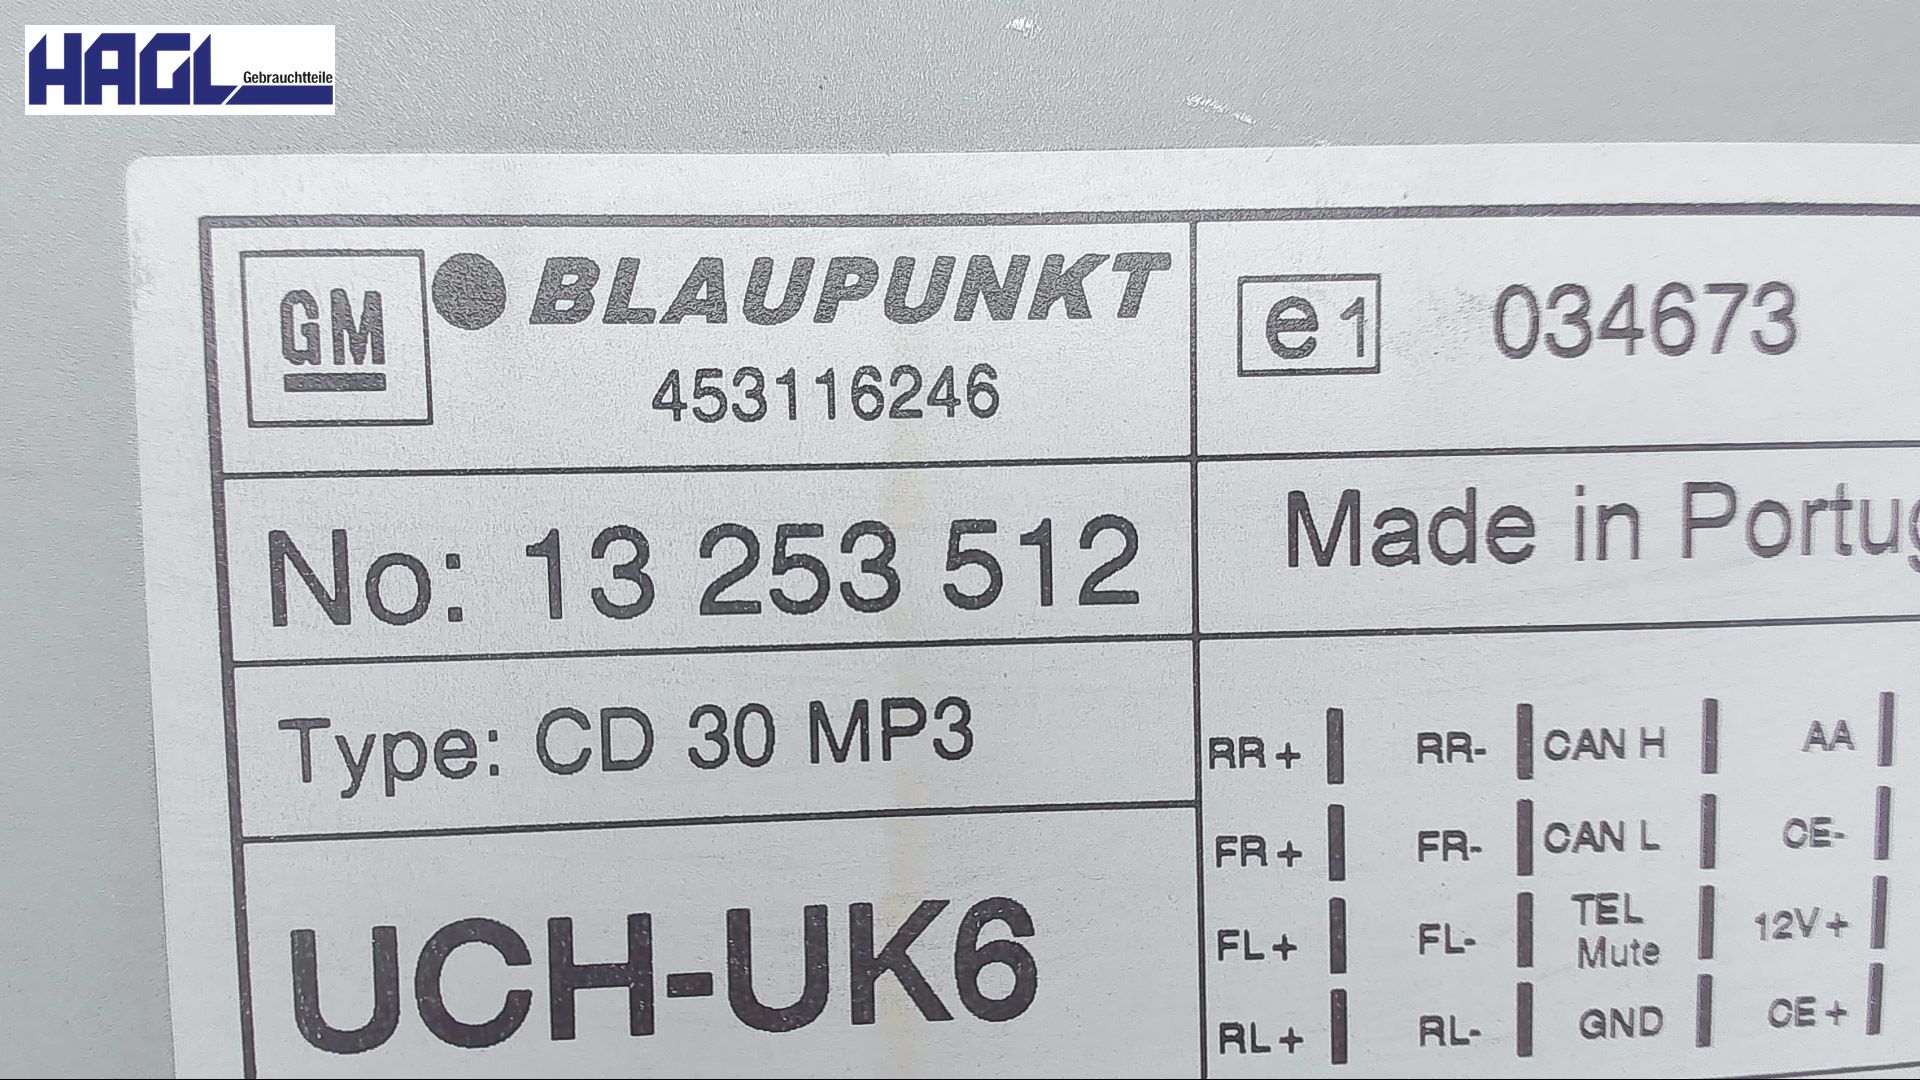 HAGL Gebrauchtteile
GM
BLAUPUNKT
453116246
e1 034673
No: 13 253 512
Made in Portug
Type: CD 30 MP3
UCH-UK6
RR+ RR- CAN H AA
FR+ FR- CAN L CE-
FL+ FL- TEL Mute 12V+
RL+ RL- GND CE+